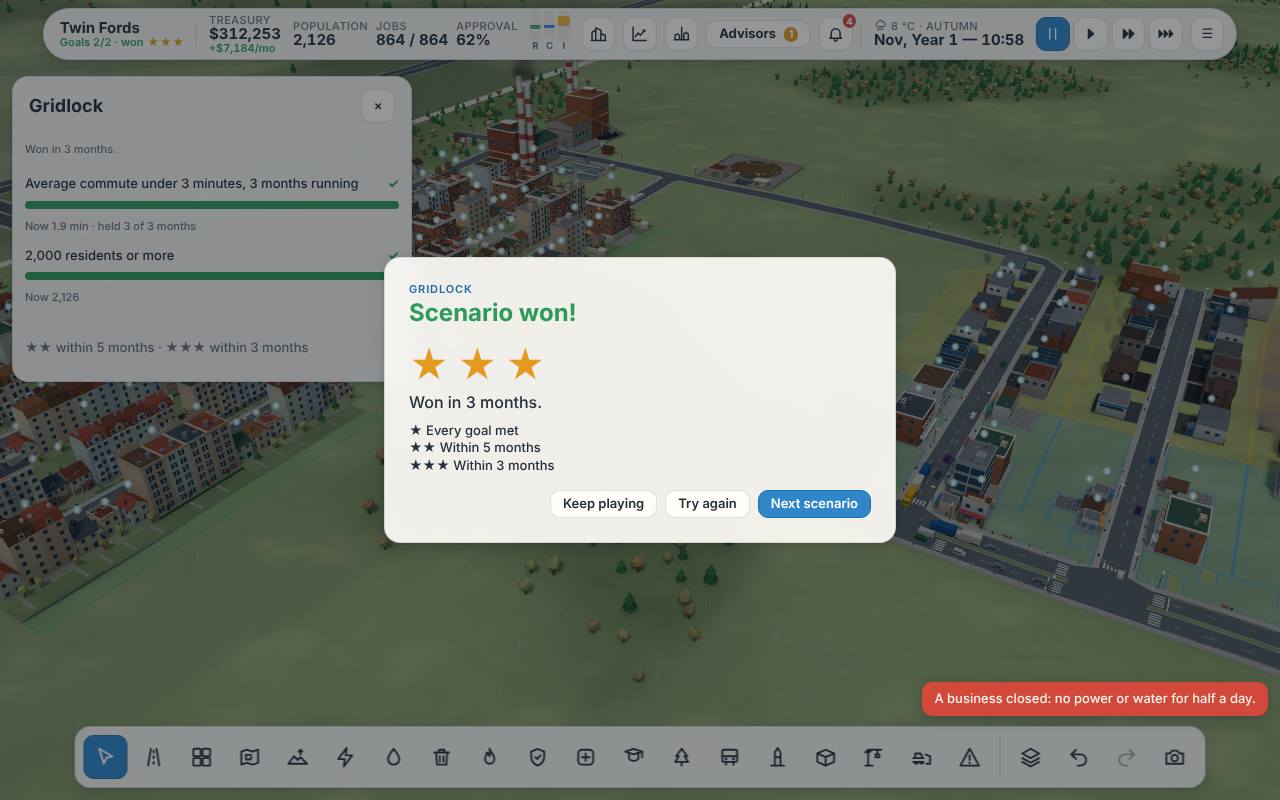 Twin Fords
Goals 2/2 · won ★★★
TREASURY
$312,253
+$7,184/mo
POPULATION
2,126
JOBS
864 / 864
APPROVAL
62%
R C I
Advisors 1
4
8 °C · AUTUMN
Nov, Year 1 — 10:58
Gridlock
Won in 3 months.
Average commute under 3 minutes, 3 months running
Now 1.9 min · held 3 of 3 months
2,000 residents or more
Now 2,126
★★ within 5 months · ★★★ within 3 months
GRIDLOCK
Scenario won!
★ ★ ★
Won in 3 months.
★ Every goal met
★★ Within 5 months
★★★ Within 3 months
Keep playing
Try again
Next scenario
A business closed: no power or water for half a day.